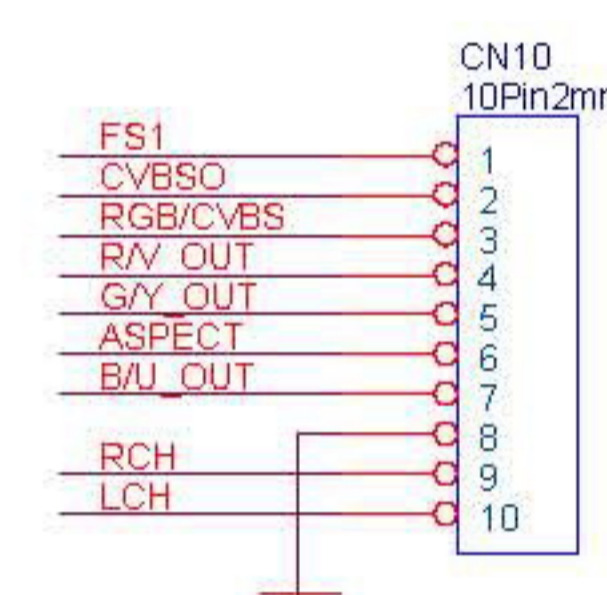 CN10
10Pin2mm
FS1 1
CVBSO 2
RGB/CVBS 3
R/V_OUT 4
G/Y_OUT 5
ASPECT 6
B/U_OUT 7
8
RCH 9
LCH 10